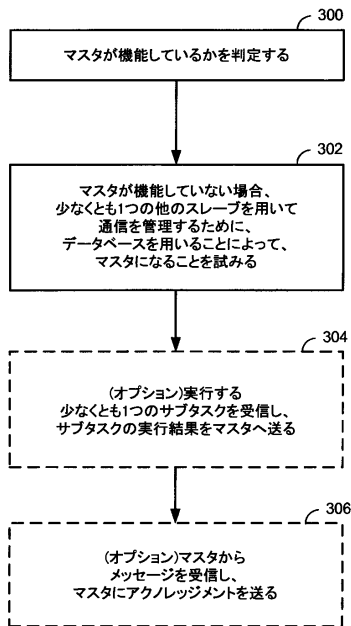 300
マスタが機能しているかを判定する
302
マスタが機能していない場合、
少なくとも1つの他のスレーブを用いて
通信を管理するために、
データベースを用いることによって、
マスタになることを試みる
304
(オプション)実行する
少なくとも1つのサブタスクを受信し、
サブタスクの実行結果をマスタへ送る
306
(オプション)マスタから
メッセージを受信し、
マスタにアクノレッジメントを送る